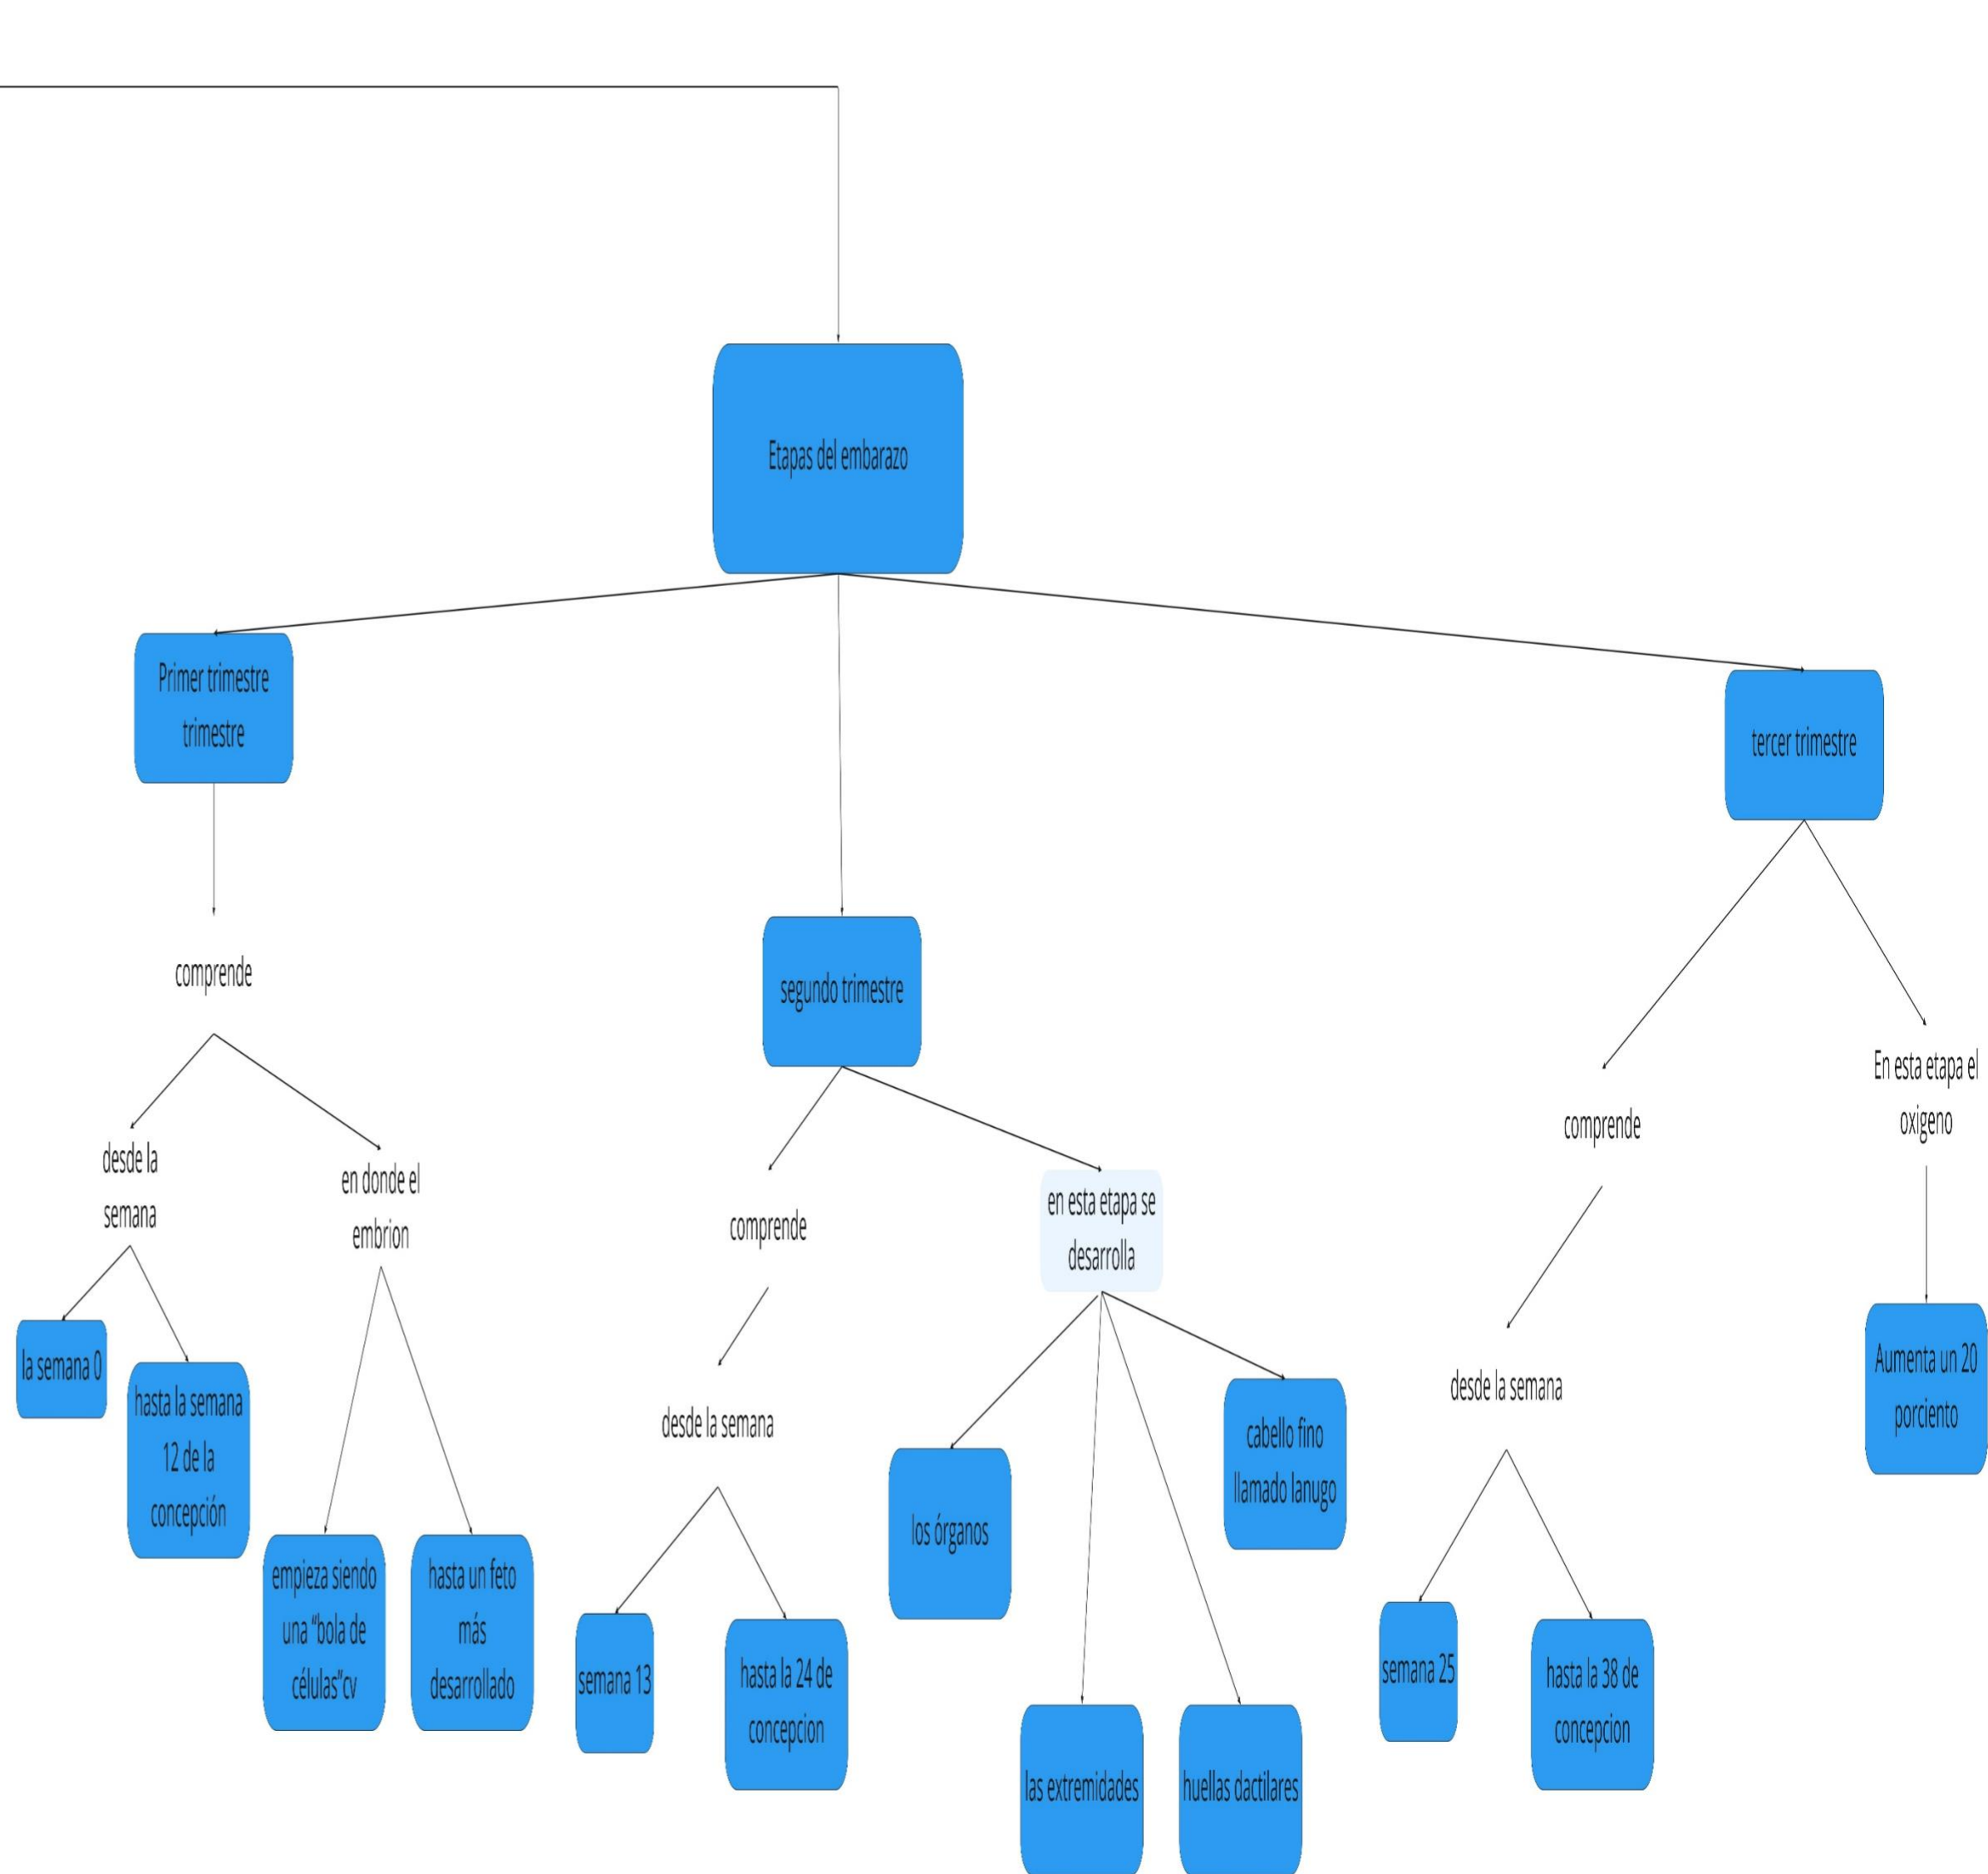 Etapas del embarazo
Primer trimestre
trimestre
tercer trimestre
comprende
segundo trimestre
En esta etapa el
oxigeno
comprende
desde la
semana
en donde el
embrion
comprende
en esta etapa se
desarrolla
la semana 0
hasta la semana
12 de la
concepción
desde la semana
desde la semana
Aumenta un 20
porciento
cabello fino
llamado lanugo
los órganos
empieza siendo
una “bola de
células”cv
hasta un feto
más
desarrollado
semana 13
hasta la 24 de
concepcion
semana 25
hasta la 38 de
concepcion
las extremidades
huellas dactilares